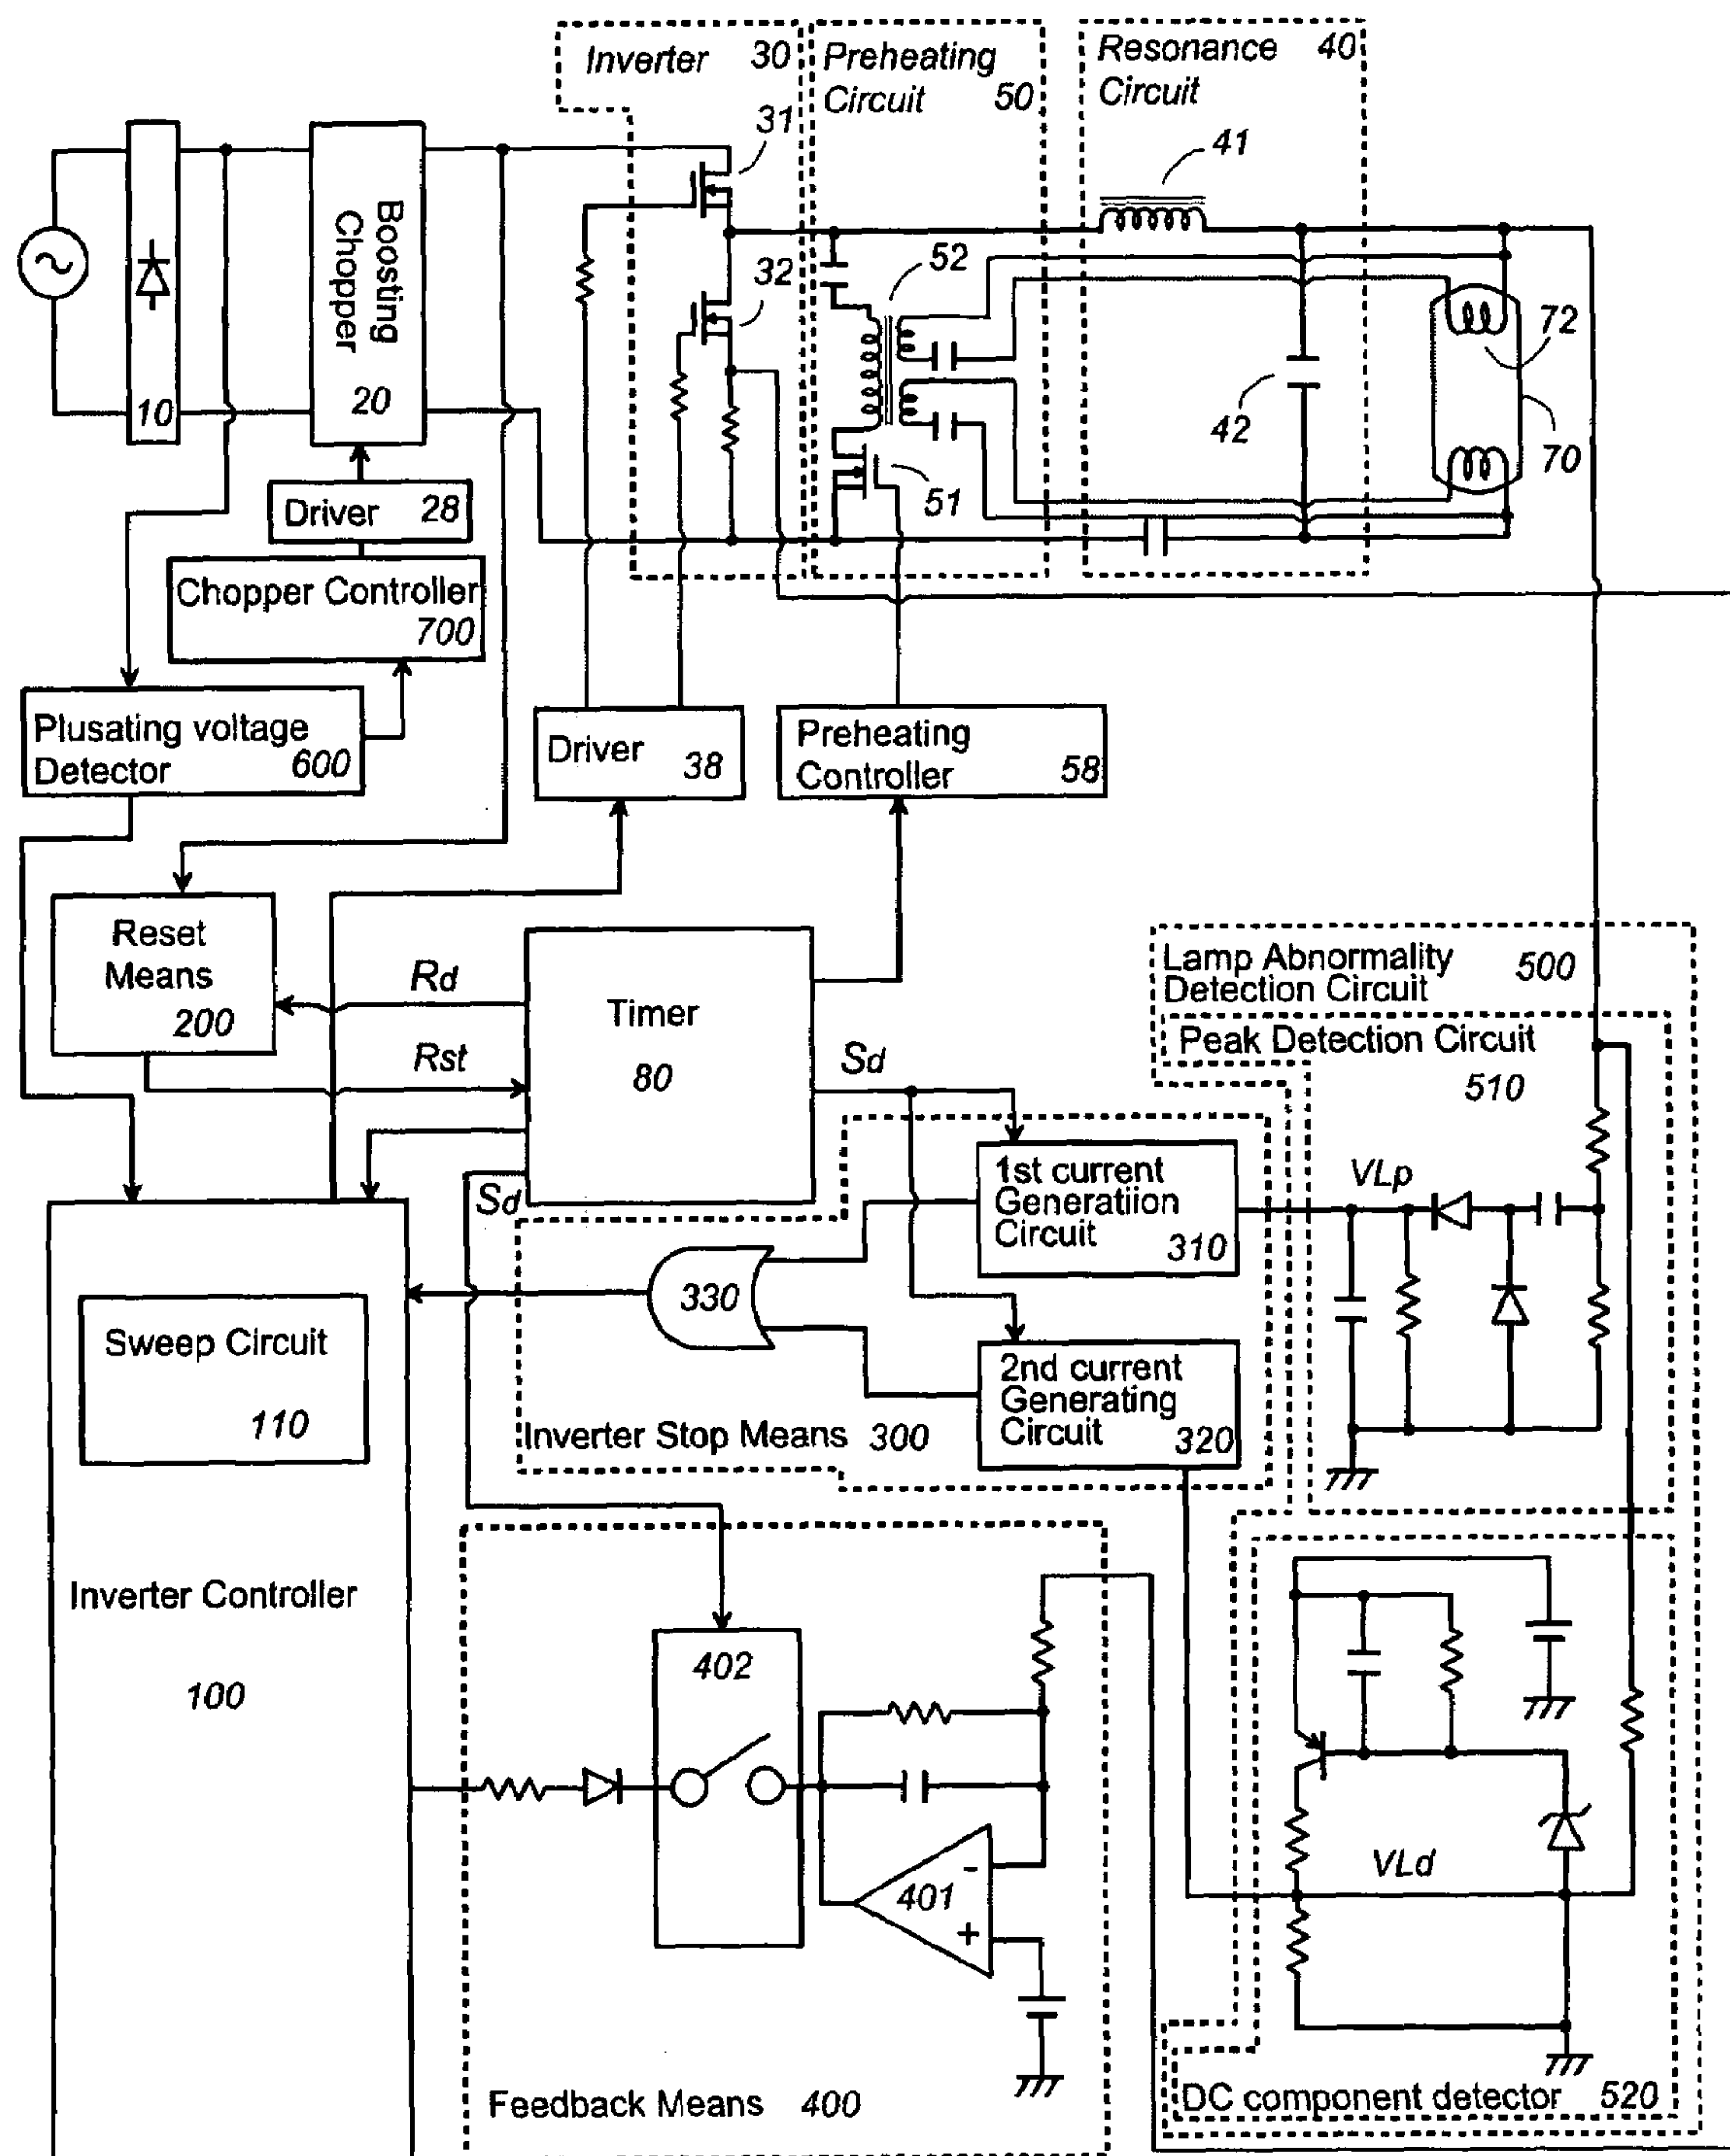 Inverter 30
Preheating
Circuit 50
Resonance 40
Circuit
31
41
32
52
72
42
70
51
Boosting
Chopper
10
20
Driver 28
Chopper Controller
700
Plusating voltage
Detector 600
Driver 38
Preheating
Controller 58
Reset
Means
200
Rd
Rst
Timer
80
Sd
Sd
Lamp Abnormality 500
Detection Circuit
Peak Detection Circuit
510
VLp
1st current
Generatiion
Circuit
310
330
2nd current
Generating
Circuit
320
Inverter Stop Means 300
Sweep Circuit
110
Inverter Controller
100
402
-
401
+
VLd
Feedback Means 400
DC component detector 520